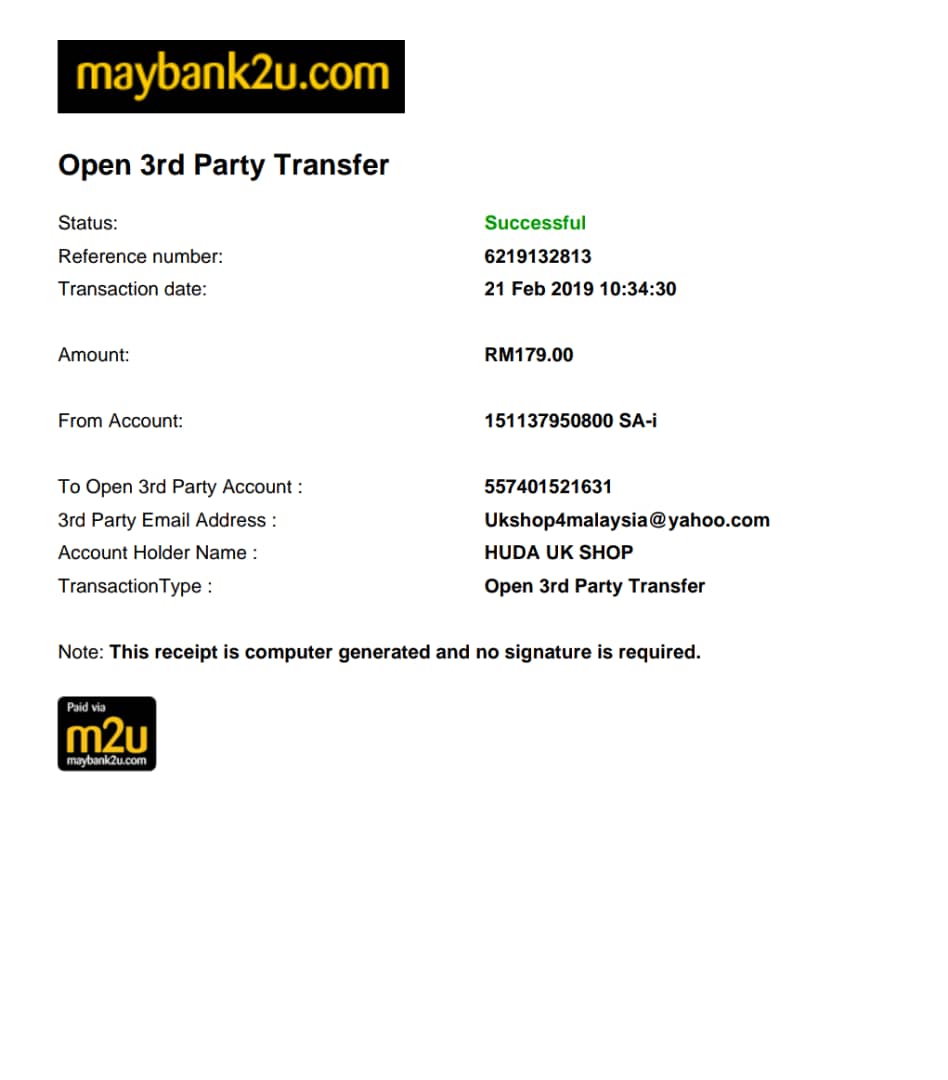 maybank2u.com
Open 3rd Party Transfer
Status: Successful
Reference number: 6219132813
Transaction date: 21 Feb 2019 10:34:30
Amount: RM179.00
From Account: 151137950800 SA-i
To Open 3rd Party Account : 557401521631
3rd Party Email Address : Ukshop4malaysia@yahoo.com
Account Holder Name : HUDA UK SHOP
TransactionType : Open 3rd Party Transfer
Note: This receipt is computer generated and no signature is required.
Paid via
m2u
maybank2u.com